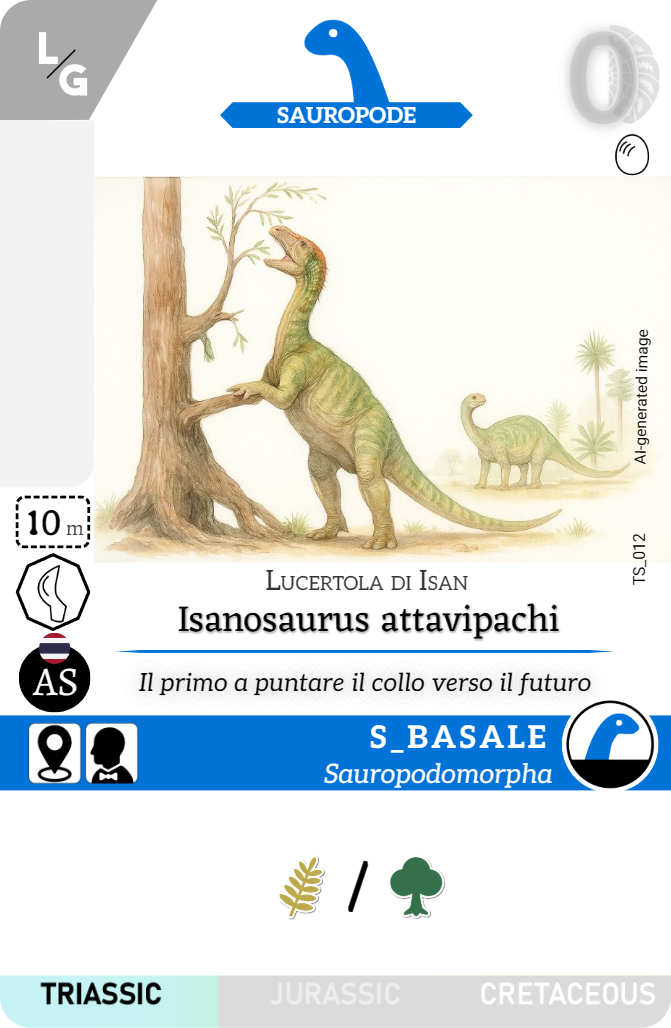 L/G
SAUROPODE
0
AI-generated image
10 m
TS_012
LUCERTOLA DI ISAN
Isanosaurus attavipachi
AS
Il primo a puntare il collo verso il futuro
S_BASALE
Sauropodomorpha
/
TRIASSIC JURASSIC CRETACEOUS